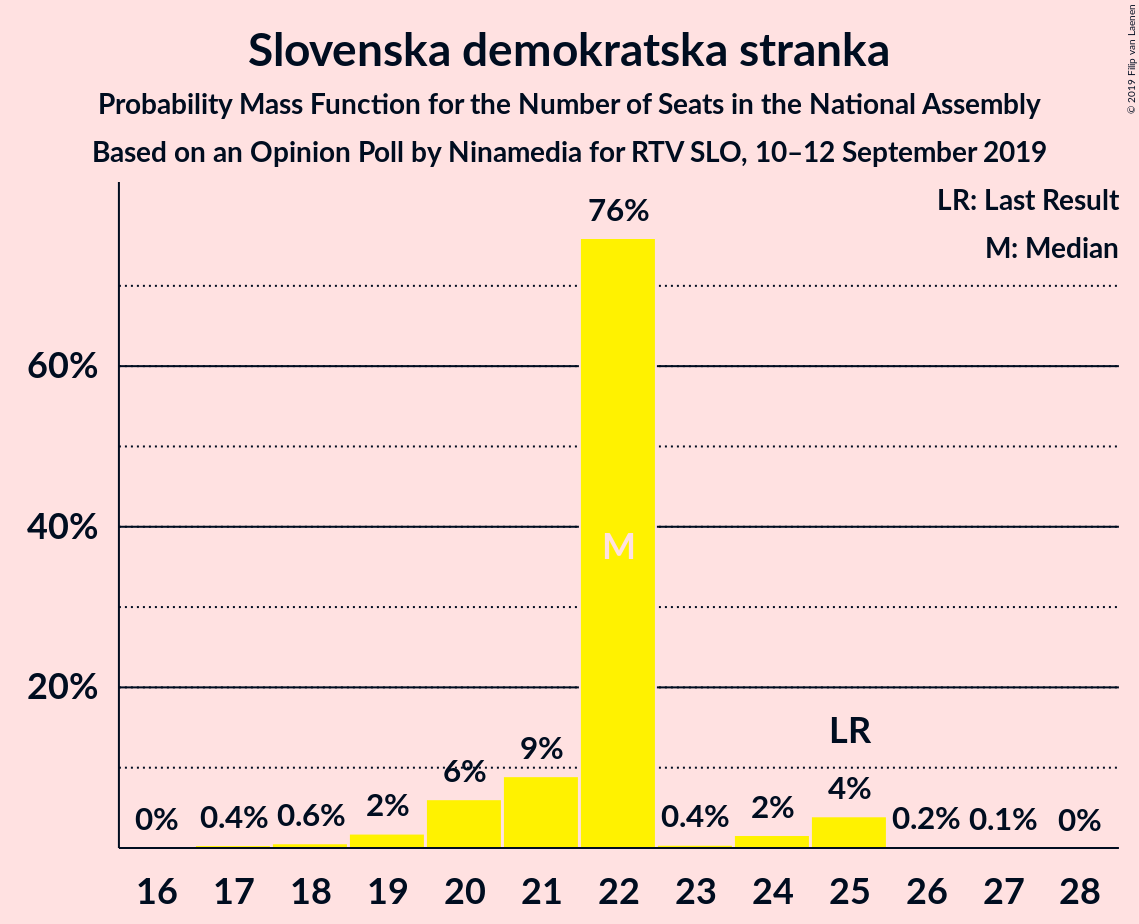 Slovenska demokratska stranka
Probability Mass Function for the Number of Seats in the National Assembly
Based on an Opinion Poll by Ninamedia for RTV SLO, 10–12 September 2019
© 2019 Filip van Laenen
LR: Last Result
M: Median
76%
60%
M
40%
20%
LR
9%
6%
4%
2%
2%
0%
0.4%
0.6%
0.4%
0.2%
0.1%
0%
16 17 18 19 20 21 22 23 24 25 26 27 28